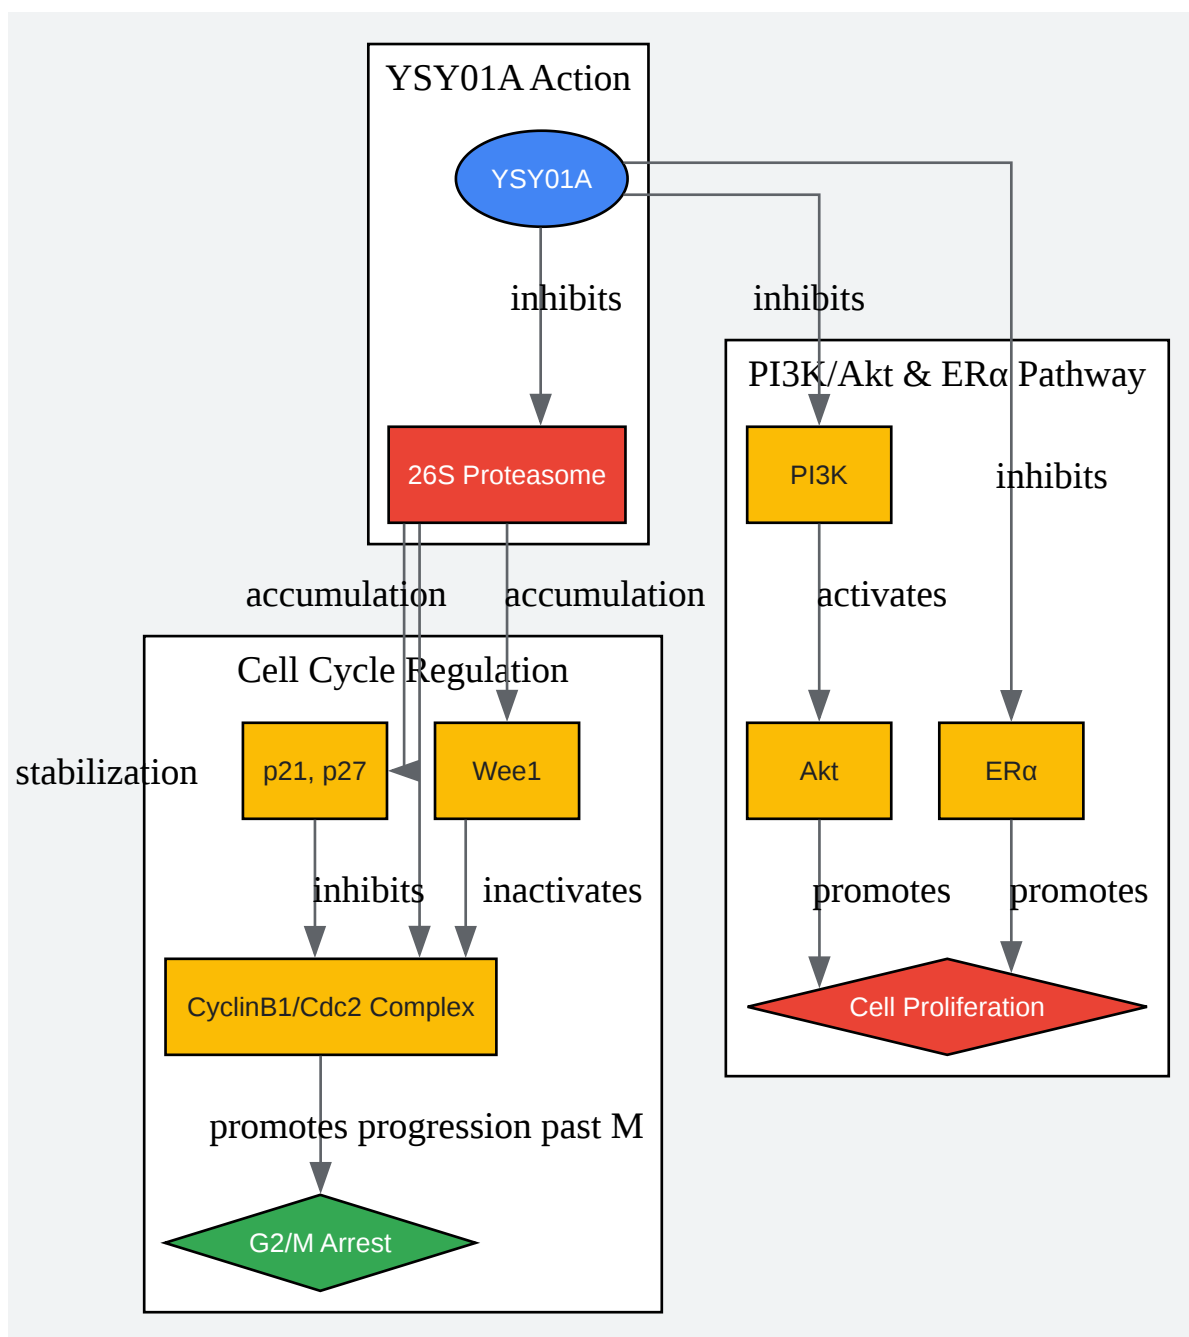 YSY01A Action
YSY01A
inhibits
inhibits
PI3K/Akt & ERα Pathway
26S Proteasome
PI3K
inhibits
accumulation
accumulation
activates
Cell Cycle Regulation
stabilization
p21, p27
Wee1
Akt
ERα
inhibits
inactivates
promotes
promotes
CyclinB1/Cdc2 Complex
Cell Proliferation
promotes progression past M
G2/M Arrest